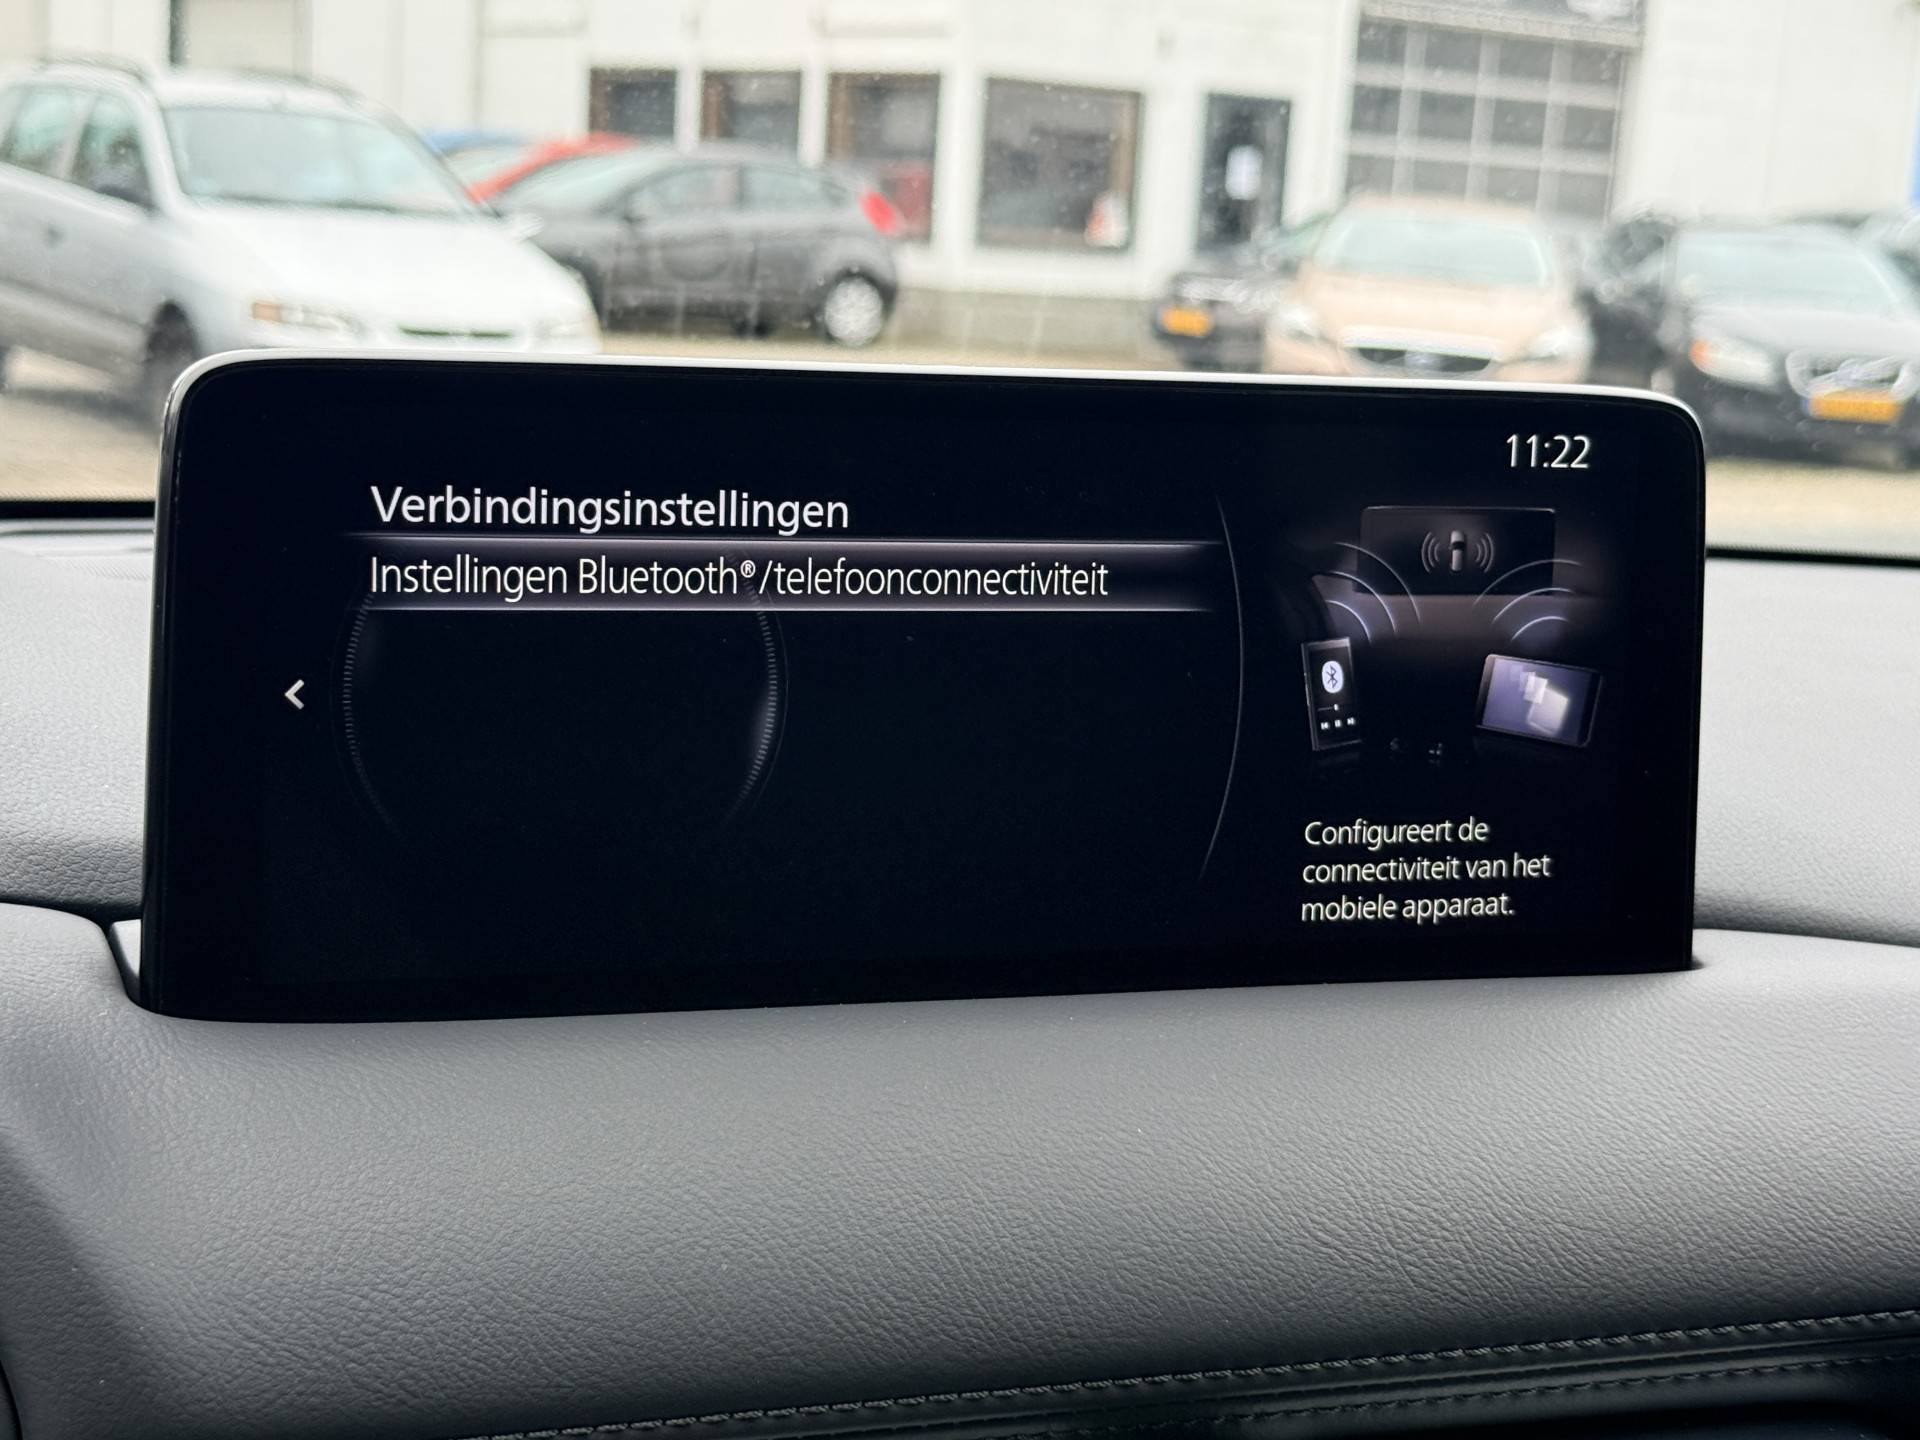 11:22
Verbindingsinstellingen
Instellingen Bluetooth®/telefoonconnectiviteit
Configureert de
connectiviteit van het
mobiele apparaat.